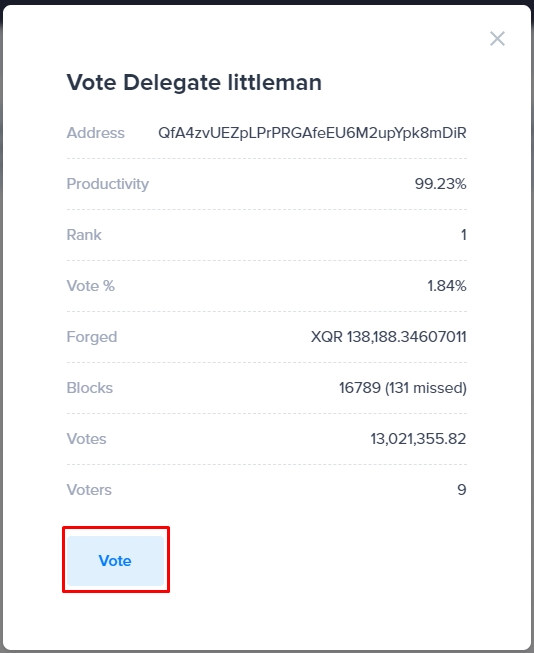 Vote Delegate littleman
Address QfA4zvUEZpLPrPRGAfeEU6M2upYpk8mDiR
Productivity 99.23%
Rank 1
Vote % 1.84%
Forged XQR 138,188.34607011
Blocks 16789 (131 missed)
Votes 13,021,355.82
Voters 9
Vote